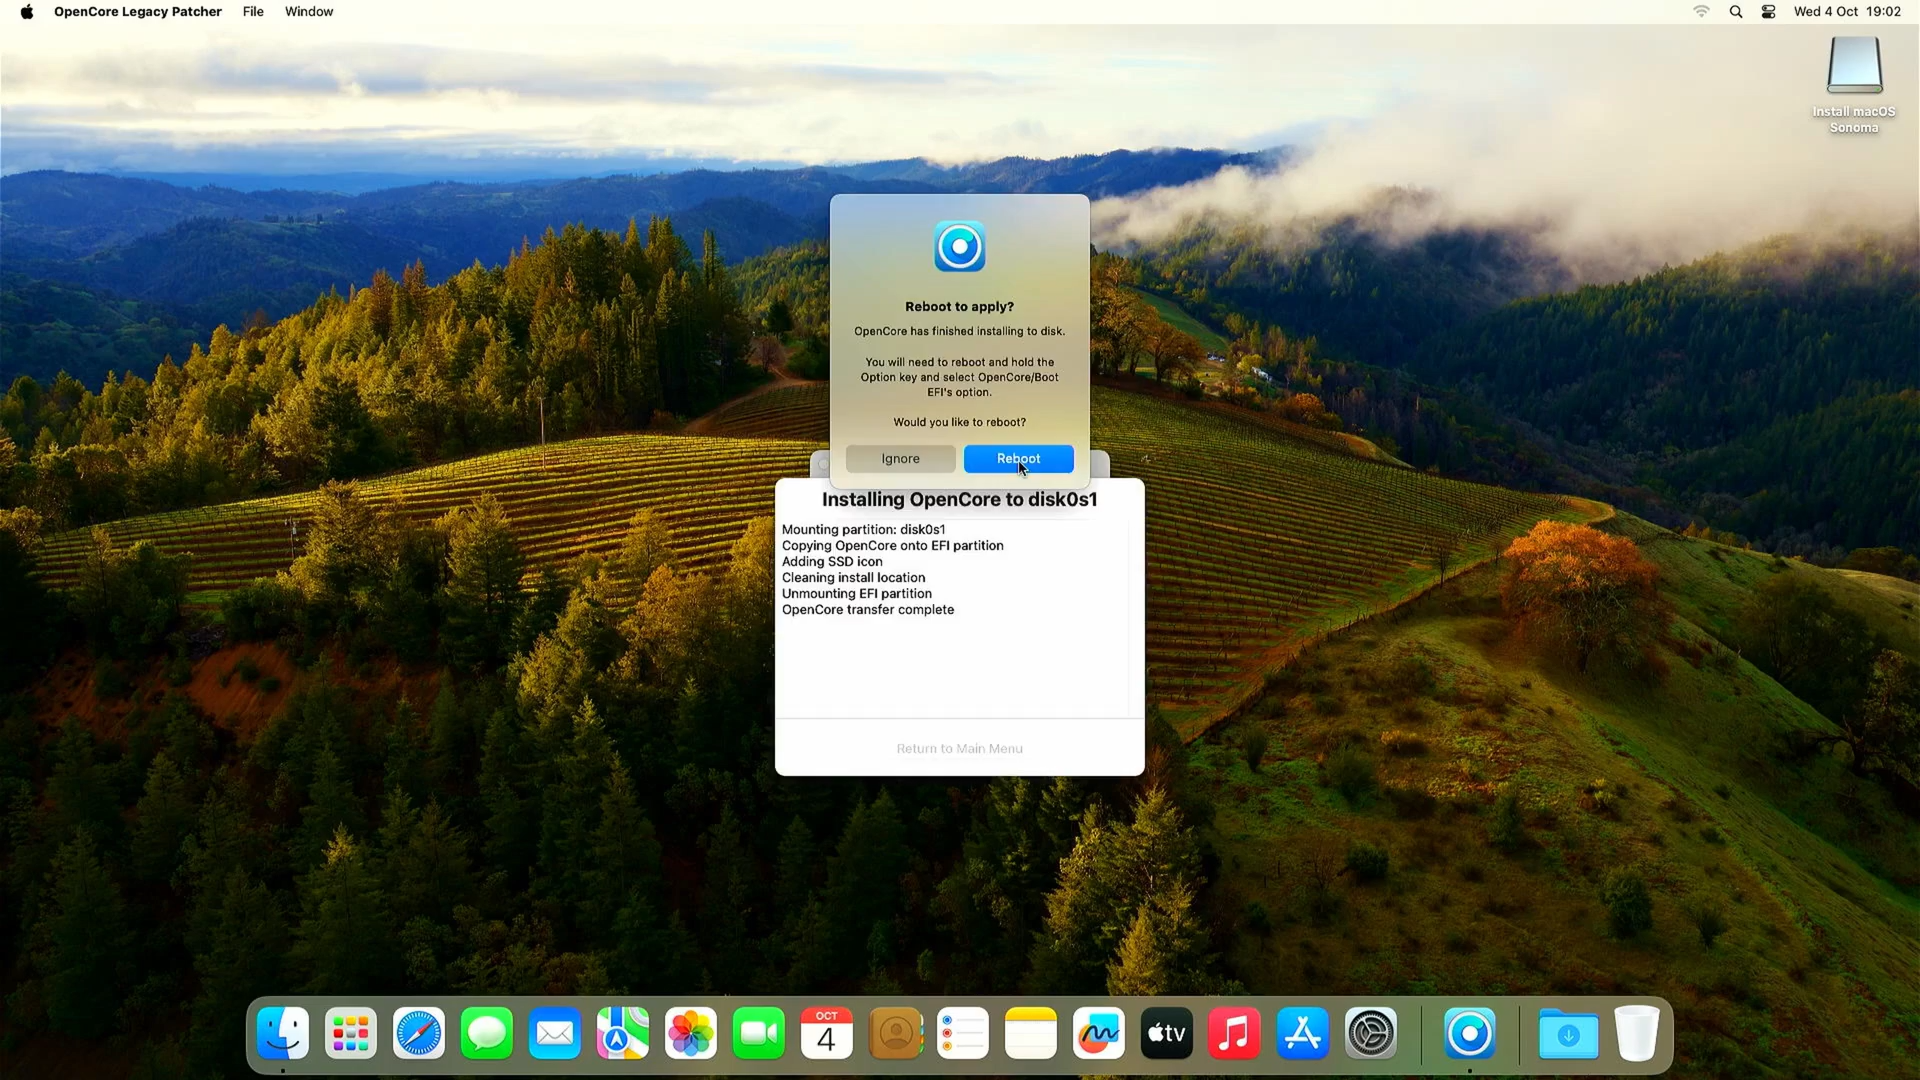 OpenCore Legacy Patcher File Window Wed 4 Oct 19:02
Install macOS
Sonoma
Reboot to apply?
OpenCore has finished installing to disk.
You will need to reboot and hold the
Option key and select OpenCore/Boot
EFI's option.
Would you like to reboot?
Ignore Reboot
Installing OpenCore to disk0s1
Mounting partition: disk0s1
Copying OpenCore onto EFI partition
Adding SSD icon
Cleaning install location
Unmounting EFI partition
OpenCore transfer complete
Return to Main Menu
OCT
4
tv